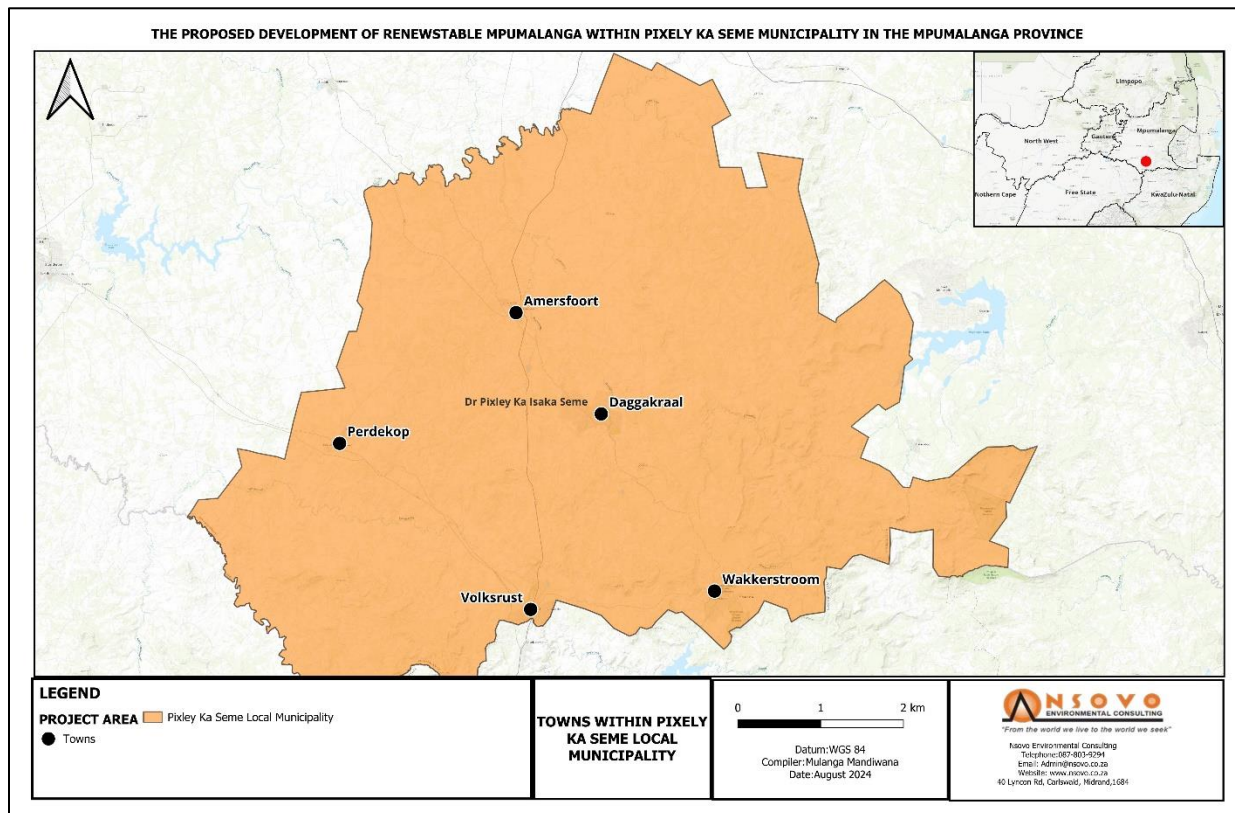 THE PROPOSED DEVELOPMENT OF RENEWSTABLE MPUMALANGA WITHIN PIXELY KA SEME MUNICIPALITY IN THE MPUMALANGA PROVINCE
Limpopo
Mpumalanga
Gauteng
North West
Free State
KwaZulu-Natal
Nothern Cape
Amersfoort
Dr Pixley Ka Isaka Seme
Daggakraal
Perdekop
Wakkerstroom
Volksrust
LEGEND
PROJECT AREA
Pixley Ka Seme Local Municipality
Towns
TOWNS WITHIN PIXELY
KA SEME LOCAL
MUNICIPALITY
0 1 2 km
Datum:WGS 84
Compiler:Mulanga Mandiwana
Date:August 2024
NSOVO
ENVIRONMENTAL CONSULTING
"From the world we live to the world we seek"
Nsovo Environmental Consulting
Telephone:087-803-9294
Email: Admin@nsovo.co.za
Website: www.nsovo.co.za
40 Lyncon Rd, Carlswald, Midrand,1684